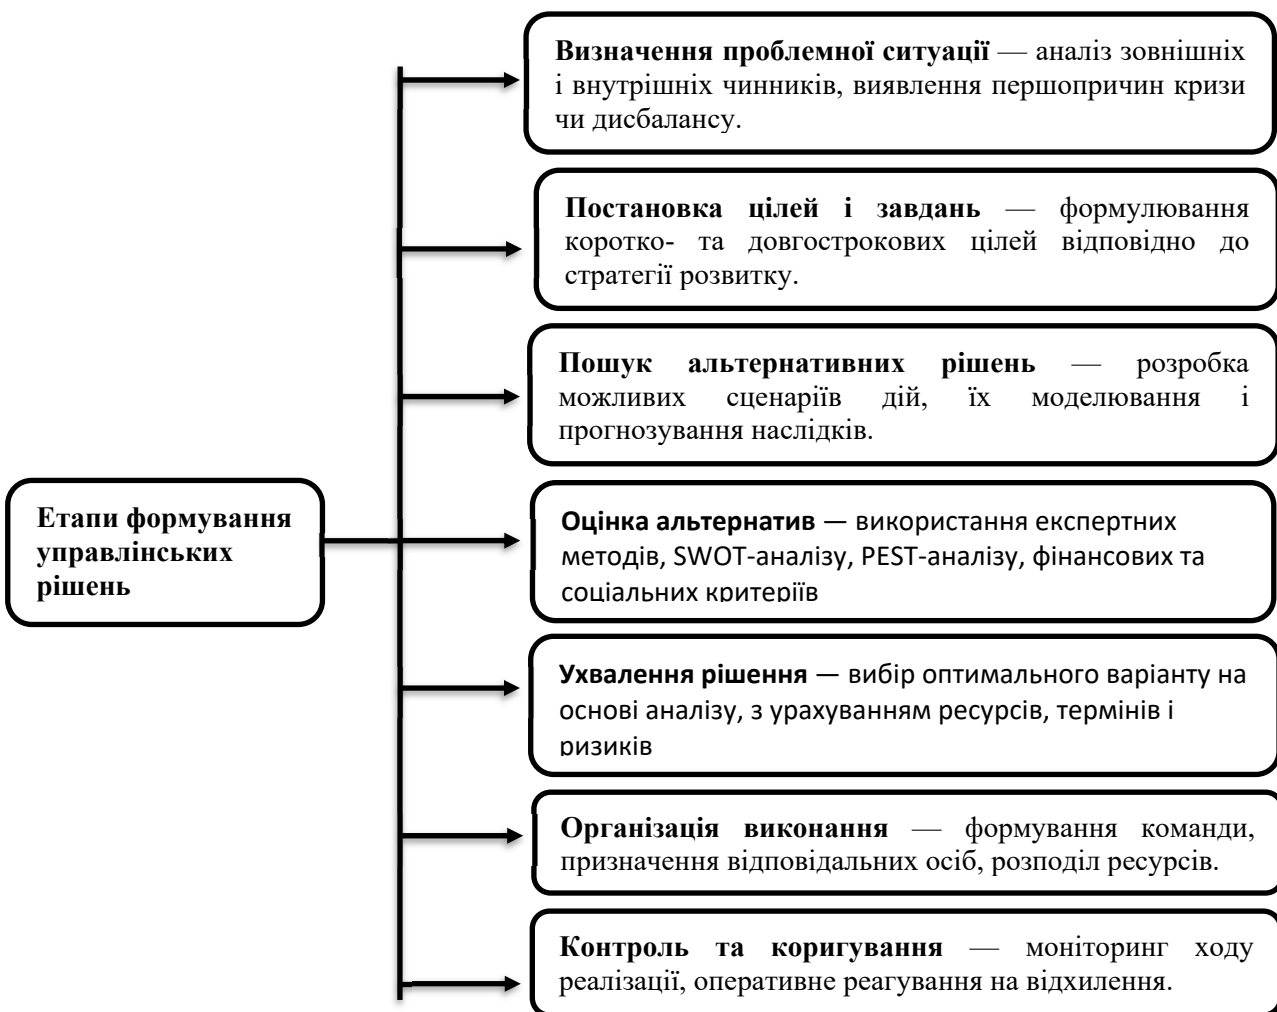 Визначення проблемної ситуації — аналіз зовнішніх
і внутрішніх чинників, виявлення першопричин кризи
чи дисбалансу.
Постановка цілей і завдань — формулювання
коротко- та довгострокових цілей відповідно до
стратегії розвитку.
Пошук альтернативних рішень — розробка
можливих сценаріїв дій, їх моделювання і
прогнозування наслідків.
Етапи формування
управлінських
рішень
Оцінка альтернатив — використання експертних
методів, SWOT-аналізу, PEST-аналізу, фінансових та
соціальних критеріїв
Ухвалення рішення — вибір оптимального варіанту на
основі аналізу, з урахуванням ресурсів, термінів і
ризиків
Організація виконання — формування команди,
призначення відповідальних осіб, розподіл ресурсів.
Контроль та коригування — моніторинг ходу
реалізації, оперативне реагування на відхилення.